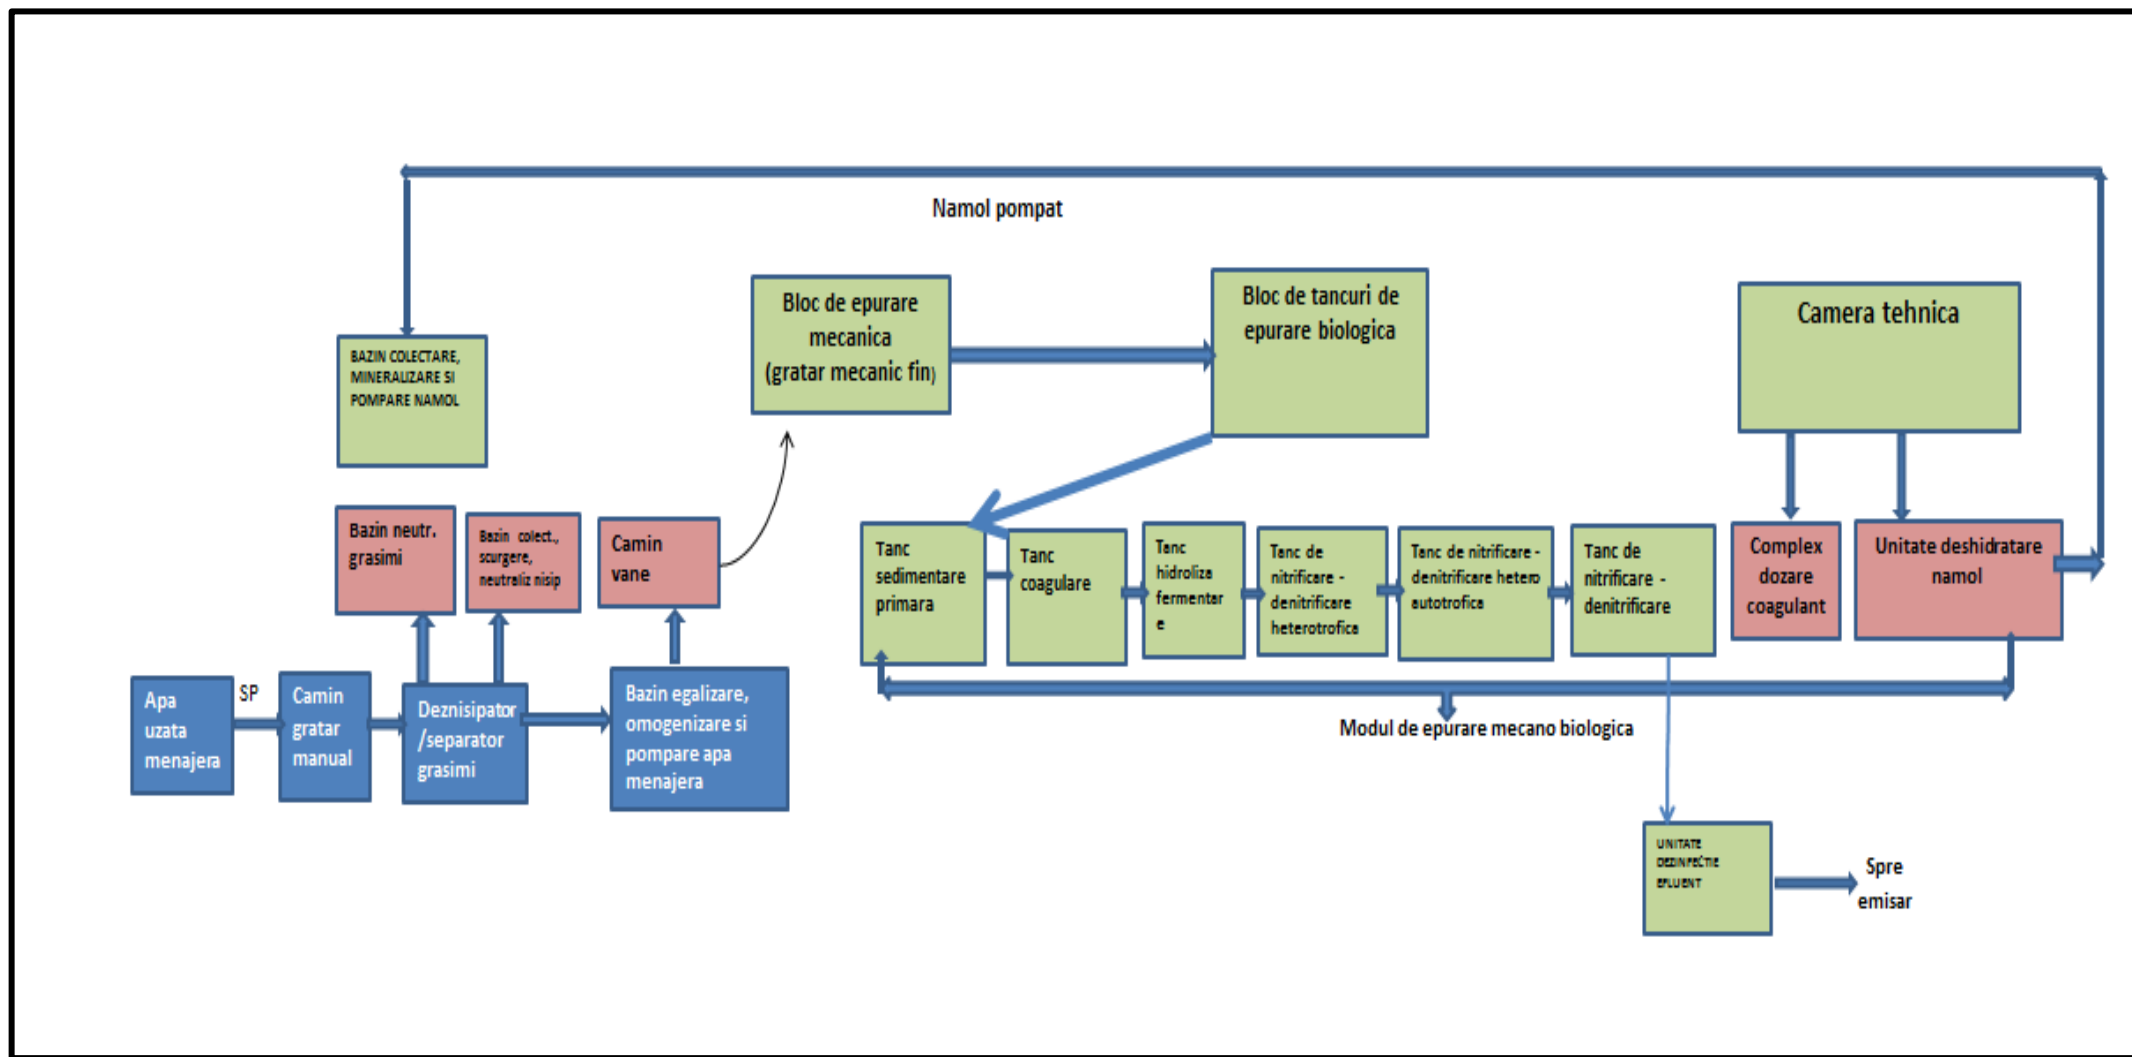 Namol pompat
BAZIN COLECTARE,
MINERALIZARE SI
POMPARE NAMOL
Bloc de epurare
mecanica
(gratar mecanic fin)
Bloc de tancuri de
epurare biologica
Camera tehnica
Bazin neutr.
grasimi
Bazin colect.,
scurgere,
neutraliz nisip
Camin
vane
Tanc
sedimentare
primara
Tanc
coagulare
Tanc
hidroliza
fermentar
e
Tanc de
nitrificare -
denitrificare
heterotrofica
Tanc de nitrificare -
denitrificare hetero
autotrofica
Tanc de
nitrificare -
denitrificare
Complex
dozare
coagulant
Unitate deshidratare
namol
Apa
uzata
menajera
SP
Camin
gratar
manual
Deznisipator
/separator
grasimi
Bazin egalizare,
omogenizare si
pompare apa
menajera
Modul de epurare mecano biologica
UNITATE
DEZINFECTIE
EFLUENT
Spre
emisar